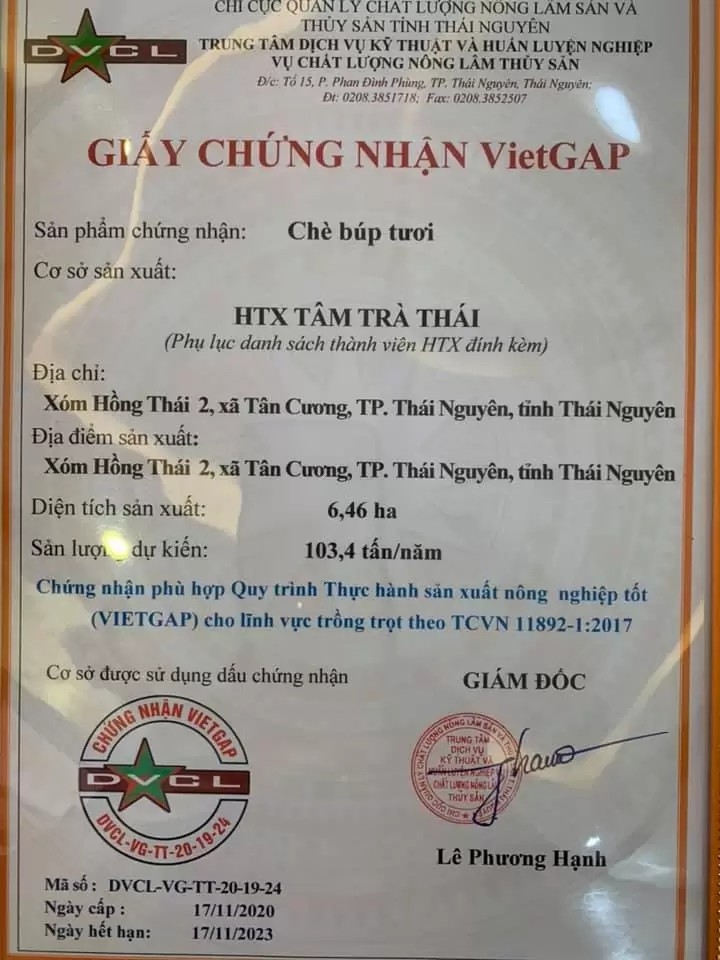 CHI CỤC QUẢN LÝ CHẤT LƯỢNG NÔNG LÂM SẢN VÀ
THỦY SẢN TỈNH THÁI NGUYÊN
DVCL
TRUNG TÂM DỊCH VỤ KỸ THUẬT VÀ HUẤN LUYỆN NGHIỆP
VỤ CHẤT LƯỢNG NÔNG LÂM THỦY SẢN
Đ/c: Tổ 15, P. Phan Đình Phùng, TP. Thái Nguyên, Thái Nguyên;
Đt: 0208.3851718; Fax: 0208.3852507
GIẤY CHỨNG NHẬN VietGAP
Sản phẩm chứng nhận: Chè búp tươi
Cơ sở sản xuất:
HTX TÂM TRÀ THÁI
(Phụ lục danh sách thành viên HTX đính kèm)
Địa chỉ:
Xóm Hồng Thái 2, xã Tân Cương, TP. Thái Nguyên, tỉnh Thái Nguyên
Địa điểm sản xuất:
Xóm Hồng Thái 2, xã Tân Cương, TP. Thái Nguyên, tỉnh Thái Nguyên
Diện tích sản xuất: 6,46 ha
Sản lượng dự kiến: 103,4 tấn/năm
Chứng nhận phù hợp Quy trình Thực hành sản xuất nông nghiệp tốt
(VIETGAP) cho lĩnh vực trồng trọt theo TCVN 11892-1:2017
Cơ sở được sử dụng dấu chứng nhận
GIÁM ĐỐC
CHỨNG NHẬN VIETGAP
DVCL
DVCL-VG-TT-20-19-24
TRUNG TÂM
DỊCH VỤ
KỸ THUẬT VÀ
HUẤN LUYỆN NGHIỆP
CHẤT LƯỢNG NÔNG LÂM
THỦY SẢN
Lê Phương Hạnh
Mã số : DVCL-VG-TT-20-19-24
Ngày cấp : 17/11/2020
Ngày hết hạn: 17/11/2023